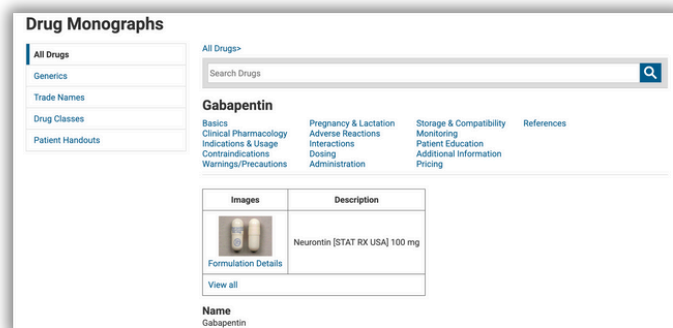 Drug Monographs
All Drugs
Generics
Trade Names
Drug Classes
Patient Handouts
All Drugs>
Search Drugs
Gabapentin
Basics
Clinical Pharmacology
Indications & Usage
Contraindications
Warnings/Precautions
Pregnancy & Lactation
Adverse Reactions
Interactions
Dosing
Administration
Storage & Compatibility
Monitoring
Patient Education
Additional Information
Pricing
References
Images
Description
Formulation Details
Neurontin [STAT RX USA] 100 mg
View all
Name
Gabapentin